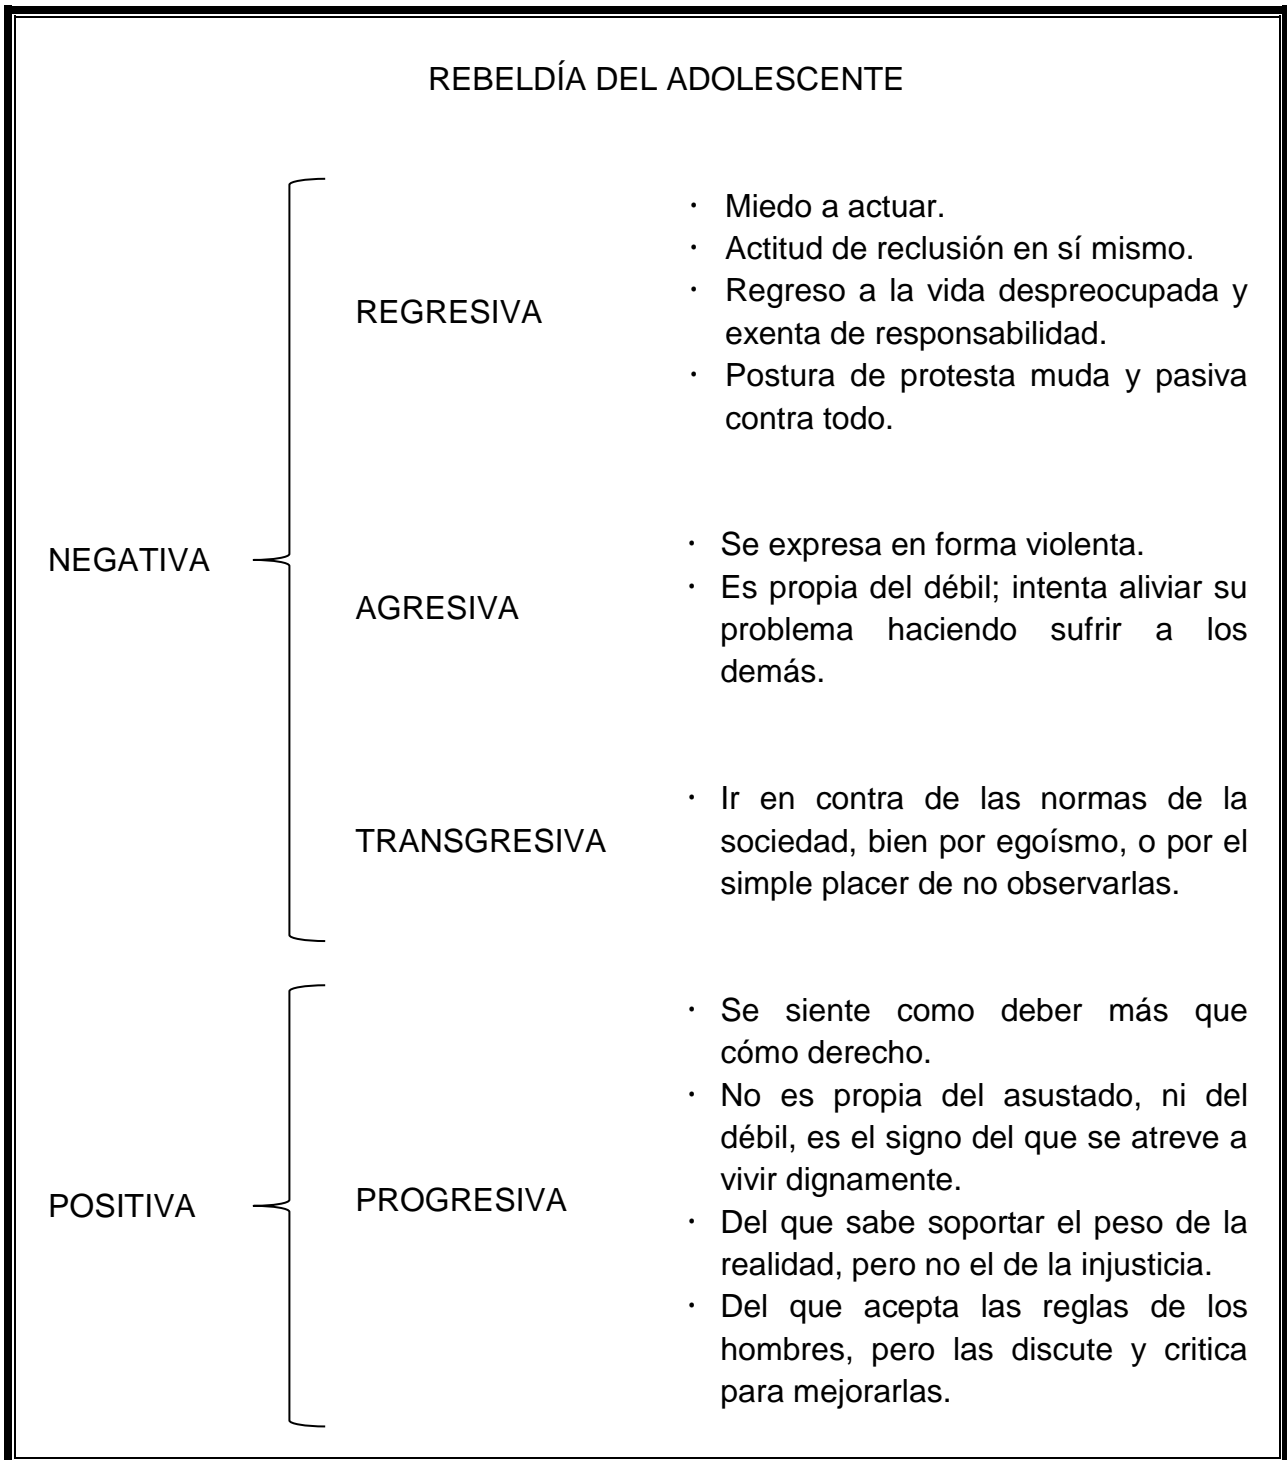 REBELDÍA DEL ADOLESCENTE
NEGATIVA
REGRESIVA
· Miedo a actuar.
· Actitud de reclusión en sí mismo.
· Regreso a la vida despreocupada y
exenta de responsabilidad.
· Postura de protesta muda y pasiva
contra todo.
AGRESIVA
· Se expresa en forma violenta.
· Es propia del débil; intenta aliviar su
problema haciendo sufrir a los
demás.
TRANSGRESIVA
· Ir en contra de las normas de la
sociedad, bien por egoísmo, o por el
simple placer de no observarlas.
POSITIVA
PROGRESIVA
· Se siente como deber más que
cómo derecho.
· No es propia del asustado, ni del
débil, es el signo del que se atreve a
vivir dignamente.
· Del que sabe soportar el peso de la
realidad, pero no el de la injusticia.
· Del que acepta las reglas de los
hombres, pero las discute y critica
para mejorarlas.